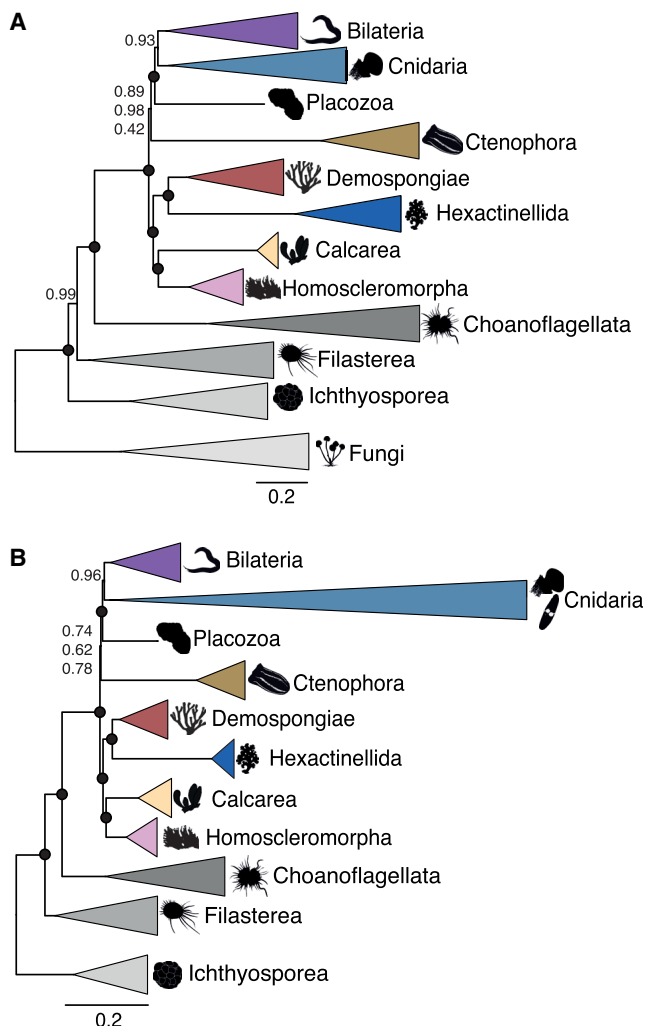 A
Bilateria
0.93
Cnidaria
0.89
Placozoa
0.98
0.42
Ctenophora
Demospongiae
Hexactinellida
Calcarea
Homoscleromorpha
0.99
Choanoflagellata
Filasterea
Ichthyosporea
Fungi
0.2
B
Bilateria
0.96
Cnidaria
0.74
Placozoa
0.62
0.78
Ctenophora
Demospongiae
Hexactinellida
Calcarea
Homoscleromorpha
Choanoflagellata
Filasterea
Ichthyosporea
0.2